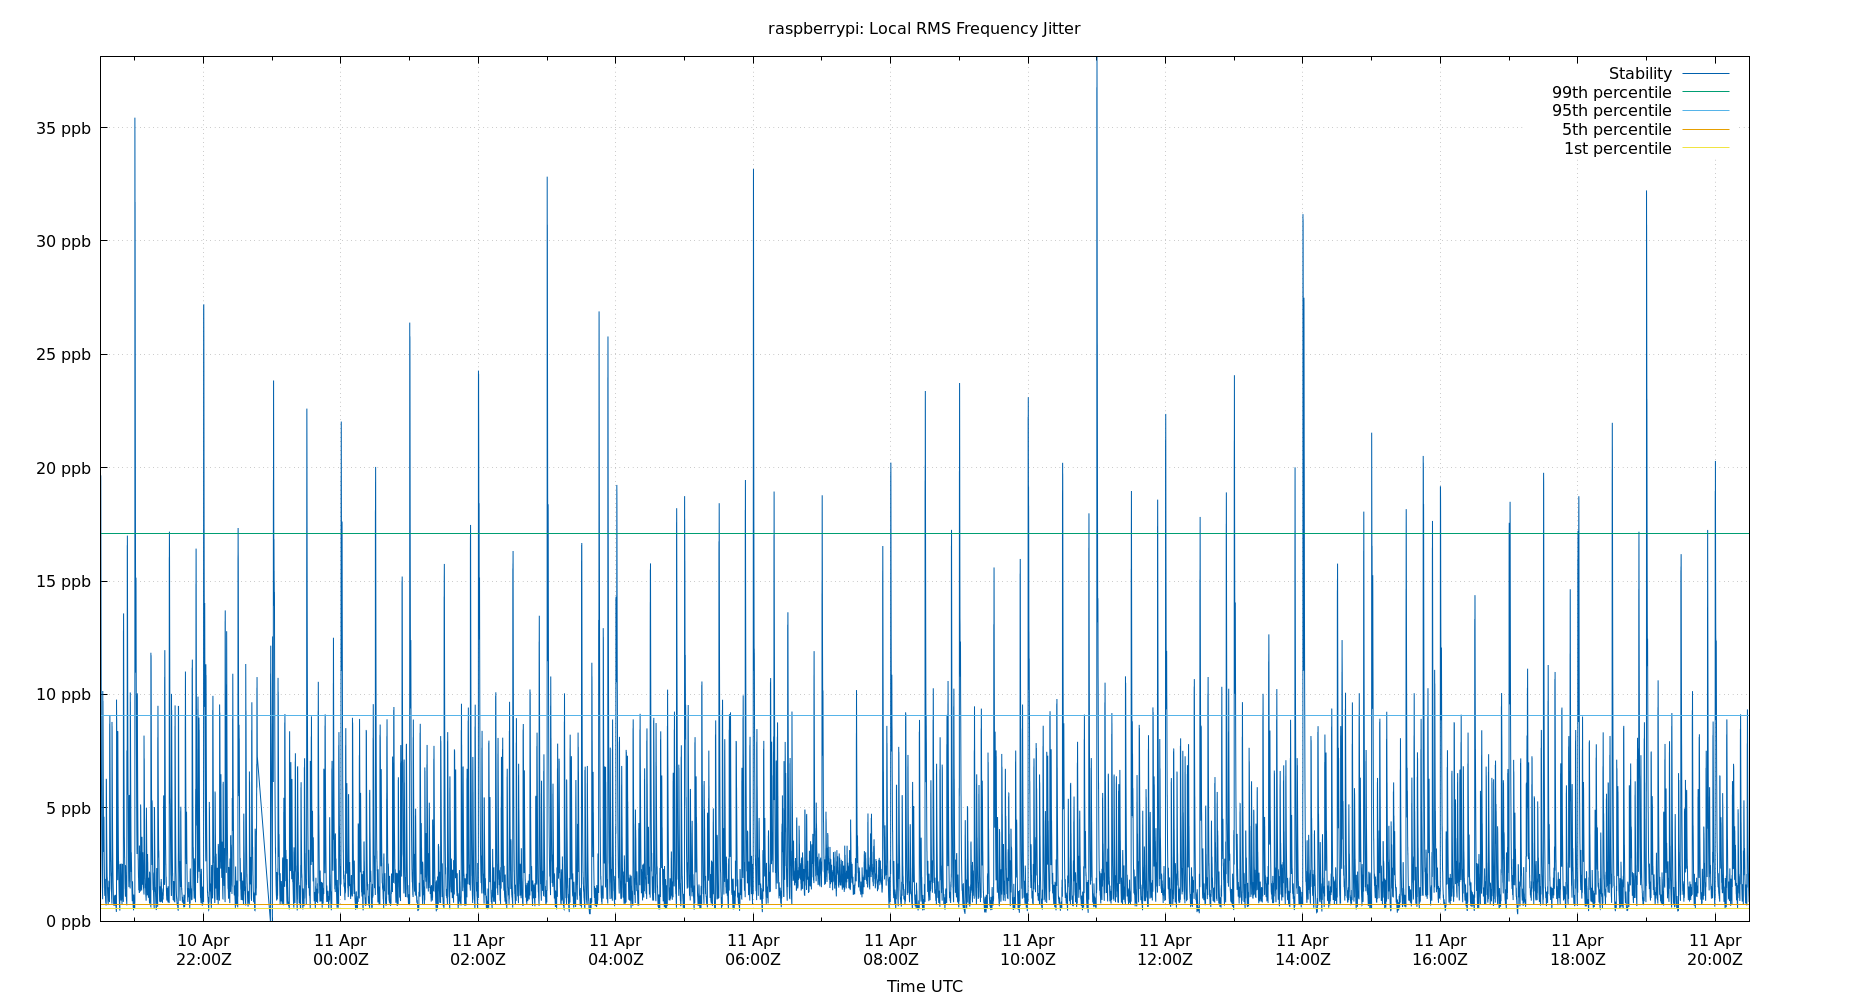 raspberrypi: Local RMS Frequency Jitter
Stability
99th percentile
95th percentile
5th percentile
1st percentile
35 ppb
30 ppb
25 ppb
20 ppb
15 ppb
10 ppb
5 ppb
0 ppb
10 Apr 11 Apr 11 Apr 11 Apr 11 Apr 11 Apr 11 Apr 11 Apr 11 Apr 11 Apr 11 Apr 11 Apr
22:00Z 00:00Z 02:00Z 04:00Z 06:00Z 08:00Z 10:00Z 12:00Z 14:00Z 16:00Z 18:00Z 20:00Z
Time UTC